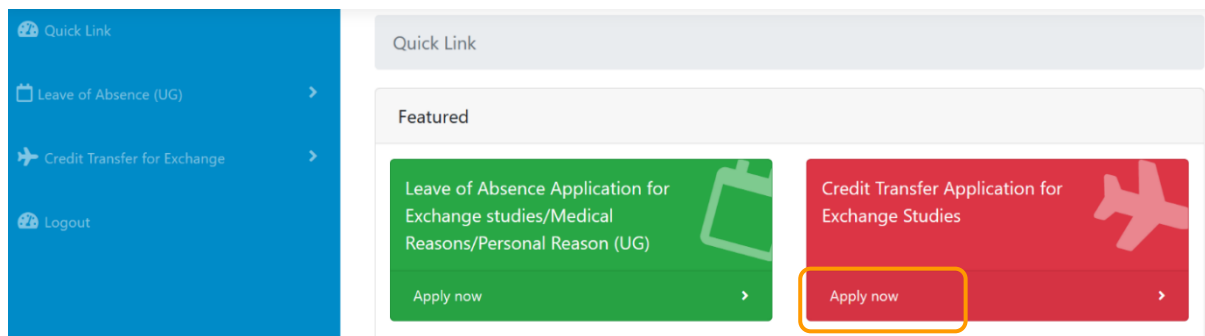 Quick Link
Leave of Absence (UG)
Credit Transfer for Exchange
Logout
Quick Link
Featured
Leave of Absence Application for
Exchange studies/Medical
Reasons/Personal Reason (UG)
Apply now
Credit Transfer Application for
Exchange Studies
Apply now